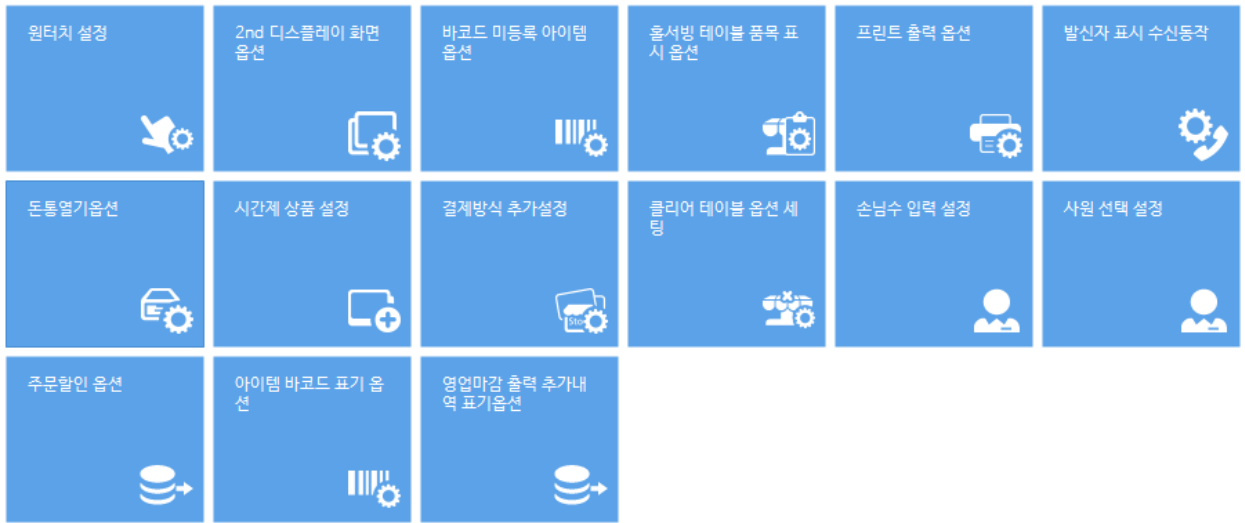 원터치 설정
2nd 디스플레이 화면
옵션
바코드 미등록 아이템
옵션
홀서빙 테이블 품목 표
시 옵션
프린트 출력 옵션
발신자 표시 수신동작
돈통열기옵션
시간제 상품 설정
결제방식 추가설정
Sto
클리어 테이블 옵션 세
팅
손님수 입력 설정
사원 선택 설정
주문할인 옵션
아이템 바코드 표기 옵
션
영업마감 출력 추가내
역 표기옵션